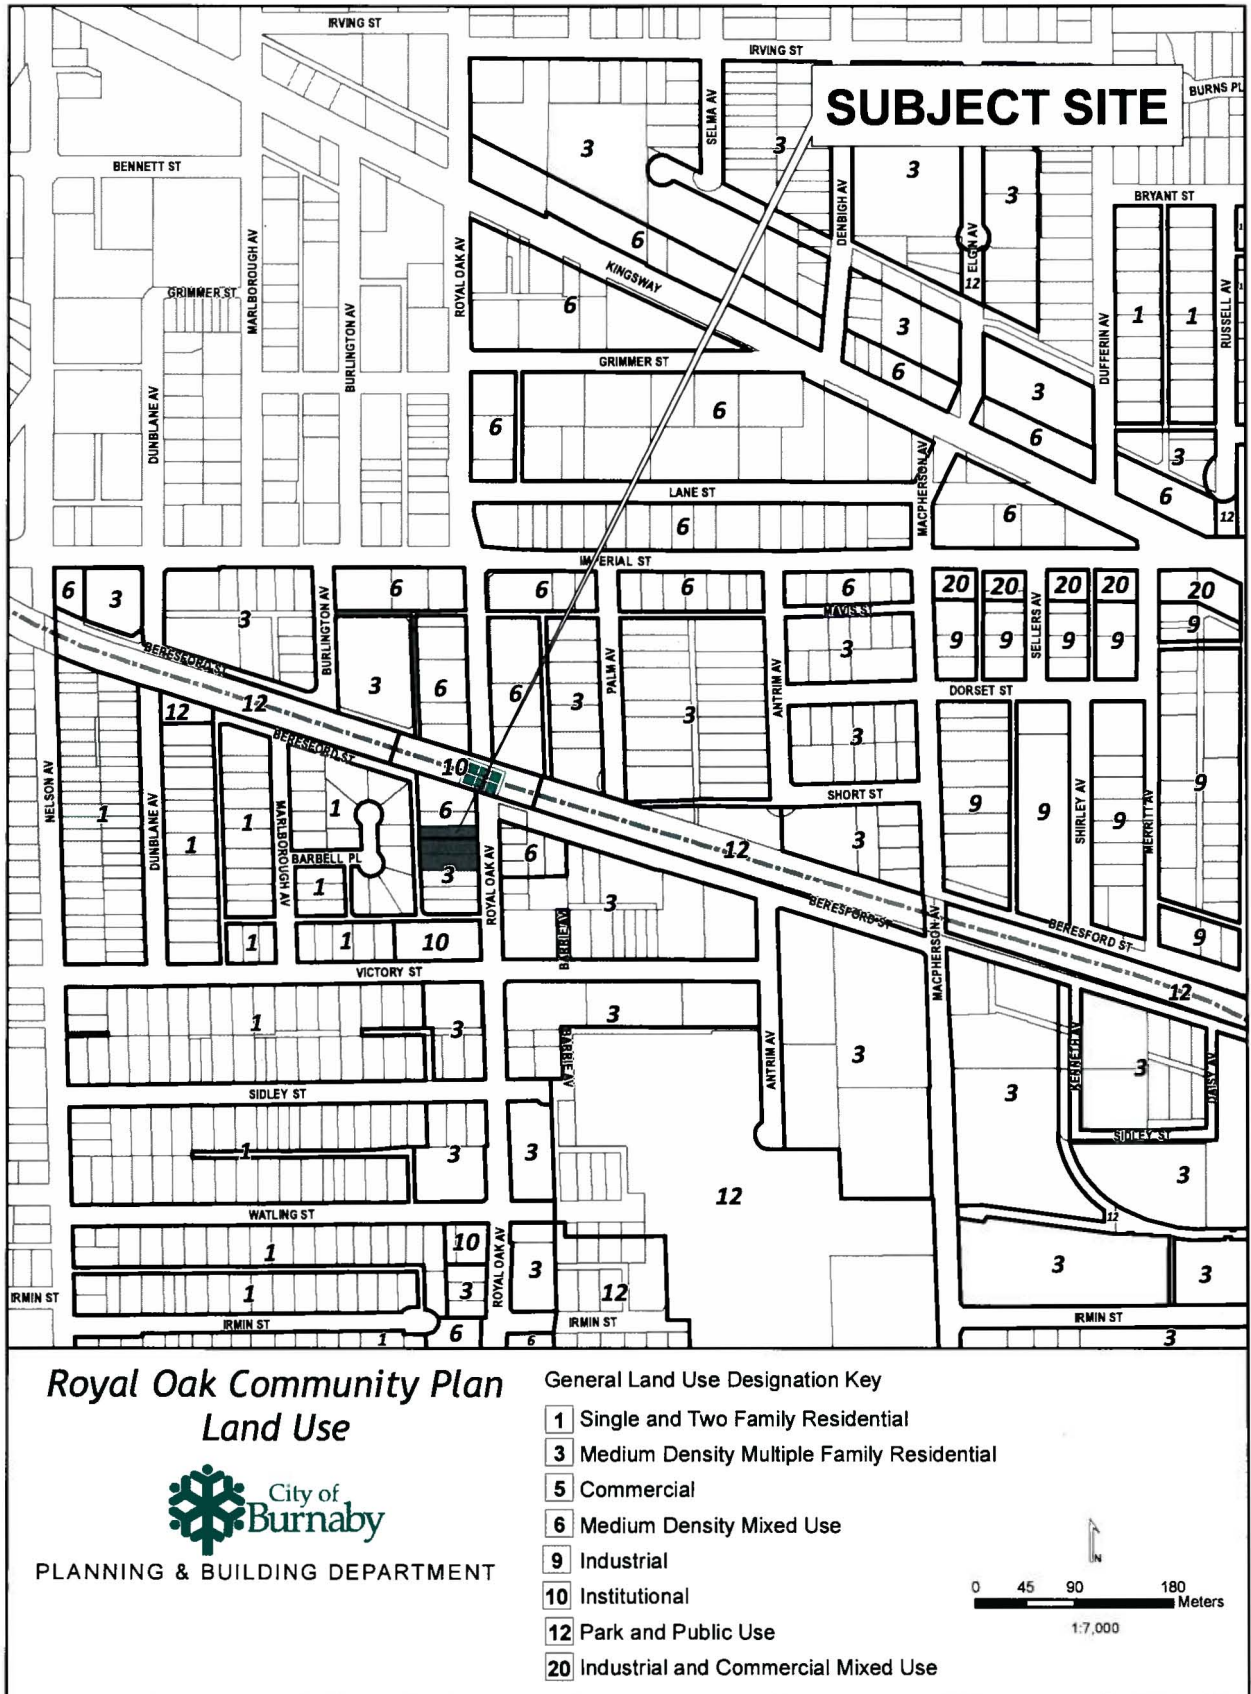 IRVING ST
IRVING ST
SUBJECT SITE
BURNS PL
SELMA AV
3
3
3
3
BENNETT ST
BRYANT ST
DENBIGH AV
ELGIN AV
12
MARLBOROUGH AV
ROYAL OAK AV
6
KINGSWAY
GRIMMER ST
6
BURLINGTON AV
3
1
1
RUSSELL AV
DUFFERIN AV
GRIMMER ST
6
3
DUNBLANE AV
6
6
6
3
MACPHERSON AV
6
LANE ST
6
6
12
IMPERIAL ST
6
3
3
BURLINGTON AV
6
6
6
6
MAVIS ST
20
20
20
20
20
SELLERS AV
9
9
9
9
9
BERESFORD ST
3
6
6
3
PALM AV
3
ANTRIM AV
3
DORSET ST
12
12
BERESFORD ST
3
10
SHORT ST
9
9
SHIRLEY AV
9
MERRITT AV
9
NELSON AV
1
DUNBLANE AV
1
1
MARLBOROUGH AV
1
6
BARBELL PL
1
3
ROYAL OAK AV
6
3
12
3
BERESFORD ST
MACPHERSON AV
BERESFORD ST
9
1
1
10
BARRIE AV
VICTORY ST
12
1
3
3
BARRIE AV
ANTRIM AV
3
3
KENNETH AV
3
DAISY AV
SIDLEY ST
SIDLEY ST
1
3
3
12
3
WATLING ST
12
1
10
ROYAL OAK AV
3
12
3
3
IRMIN ST
1
3
IRMIN ST
1
6
6
IRMIN ST
IRMIN ST
3
Royal Oak Community Plan
Land Use
City of
Burnaby
PLANNING & BUILDING DEPARTMENT
General Land Use Designation Key
1 Single and Two Family Residential
3 Medium Density Multiple Family Residential
5 Commercial
6 Medium Density Mixed Use
9 Industrial
10 Institutional
12 Park and Public Use
20 Industrial and Commercial Mixed Use
N
0 45 90 180
Meters
1:7,000